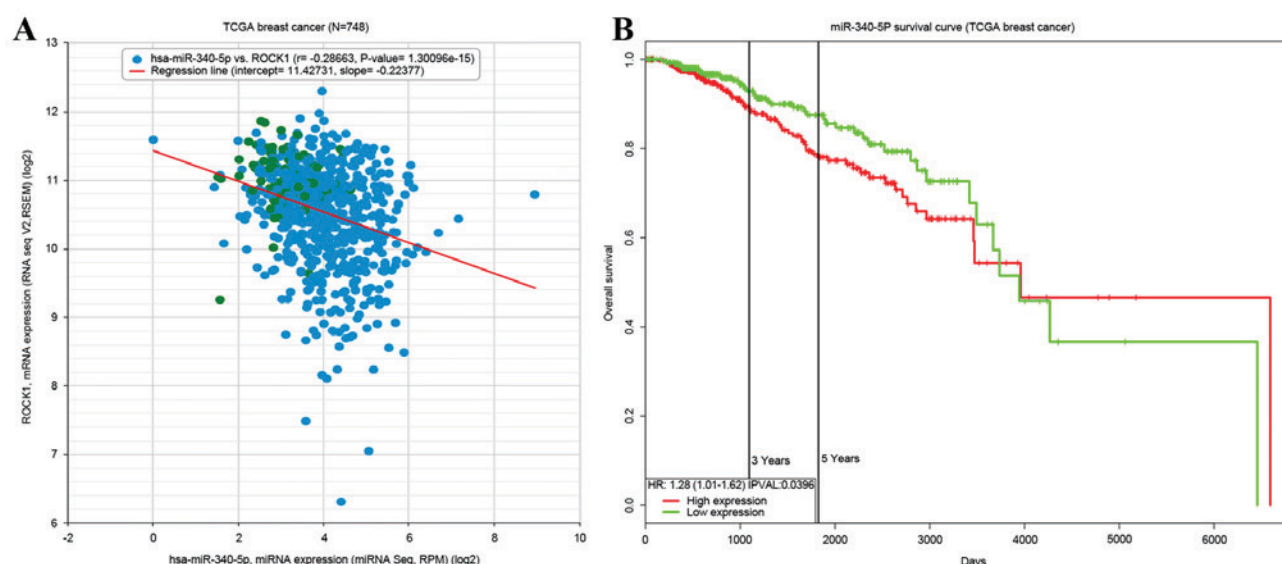 A
TCGA breast cancer (N=748)
hsa-miR-340-5p vs. ROCK1 (r= -0.28663, P-value= 1.30096e-15)
Regression line (intercept= 11.42731, slope= -0.22377)
ROCK1, mRNA expression (RNA seq V2,RSEM) (log2)
13
12
11
10
9
8
7
6
-2
0
2
4
6
8
10
hsa-miR-340-5p, miRNA expression (miRNA Seq, RPM) (log2)
B
miR-340-5P survival curve (TCGA breast cancer)
Overall survival
1.0
0.8
0.6
0.4
0.2
0.0
3 Years
5 Years
HR: 1.28 (1.01-1.62) IPVAL:0.0396
High expression
Low expression
0
1000
2000
3000
4000
5000
6000
Days